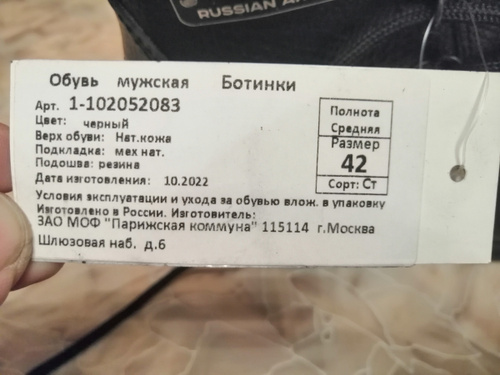 RUSSIAN
Обувь мужская Ботинки
Арт. 1-102052083
Цвет: черный
Верх обуви: Нат.кожа
Подкладка: мех нат.
Подошва: резина
Дата изготовления: 10.2022
Полнота
Средняя
Размер
42
Сорт: Ст
Условия эксплуатации и ухода за обувью влож. в упаковку
Изготовлено в России. Изготовитель:
ЗАО МОФ "Парижская коммуна" 115114 г.Москва
Шлюзовая наб. д.6